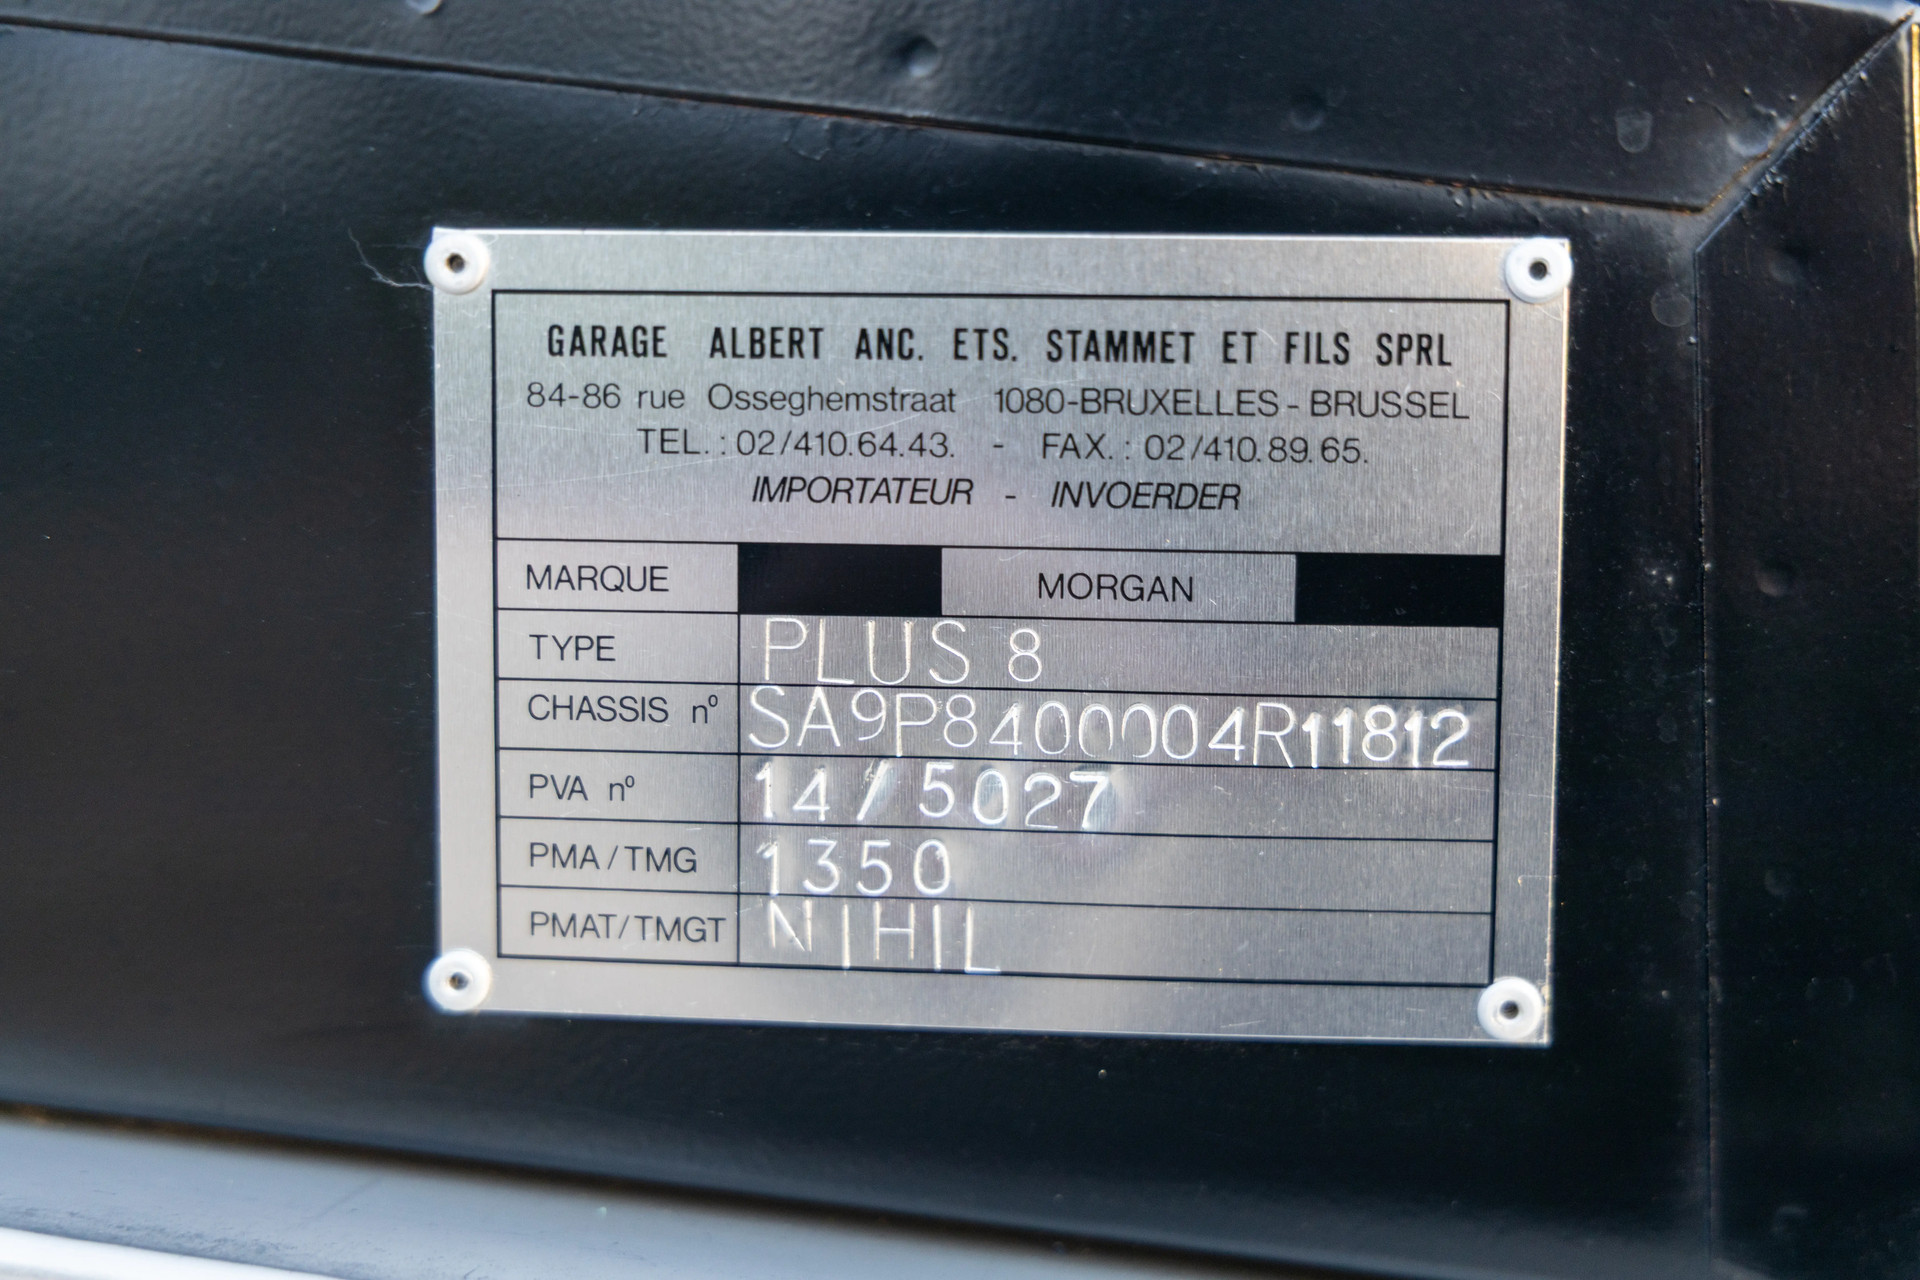 GARAGE ALBERT ANC. ETS. STAMMET ET FILS SPRL
84-86 rue Osseghemstraat 1080-BRUXELLES - BRUSSEL
TEL. : 02/410.64.43. - FAX. : 02/410.89.65.
IMPORTATEUR - INVOERDER
MARQUE MORGAN
TYPE PLUS 8
CHASSIS nº SA9P8400004R11812
PVA nº 14/5027
PMA/TMG 1350
PMAT/TMGT NIHIL